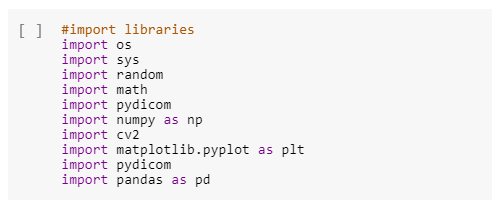 [ ] #import libraries
import os
import sys
import random
import math
import pydicom
import numpy as np
import cv2
import matplotlib.pyplot as plt
import pydicom
import pandas as pd